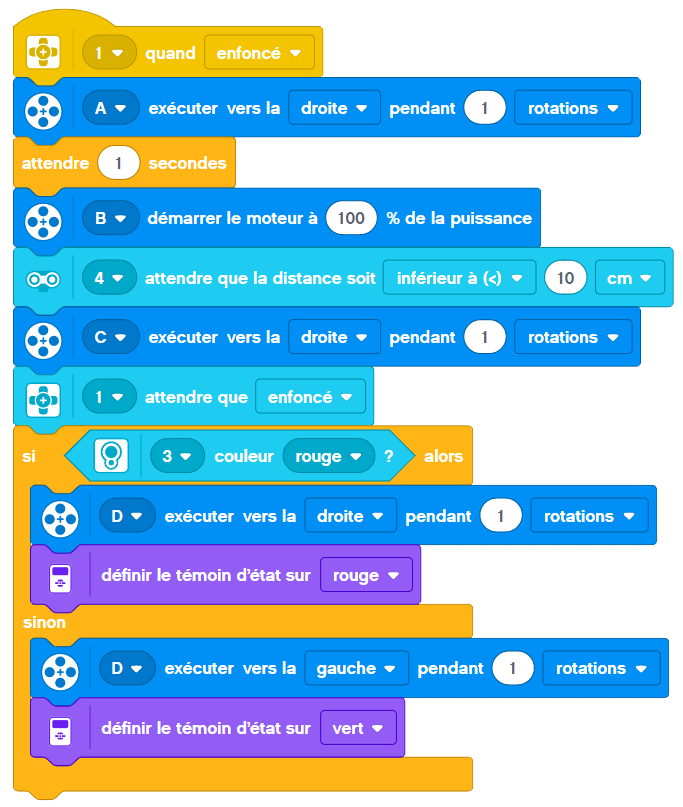 1 quand enfoncé
A exécuter vers la droite pendant 1 rotations
attendre 1 secondes
B démarrer le moteur à 100 % de la puissance
4 attendre que la distance soit inférieur à (<) 10 cm
C exécuter vers la droite pendant 1 rotations
1 attendre que enfoncé
si 3 couleur rouge ? alors
D exécuter vers la droite pendant 1 rotations
définir le témoin d'état sur rouge
sinon
D exécuter vers la gauche pendant 1 rotations
définir le témoin d'état sur vert